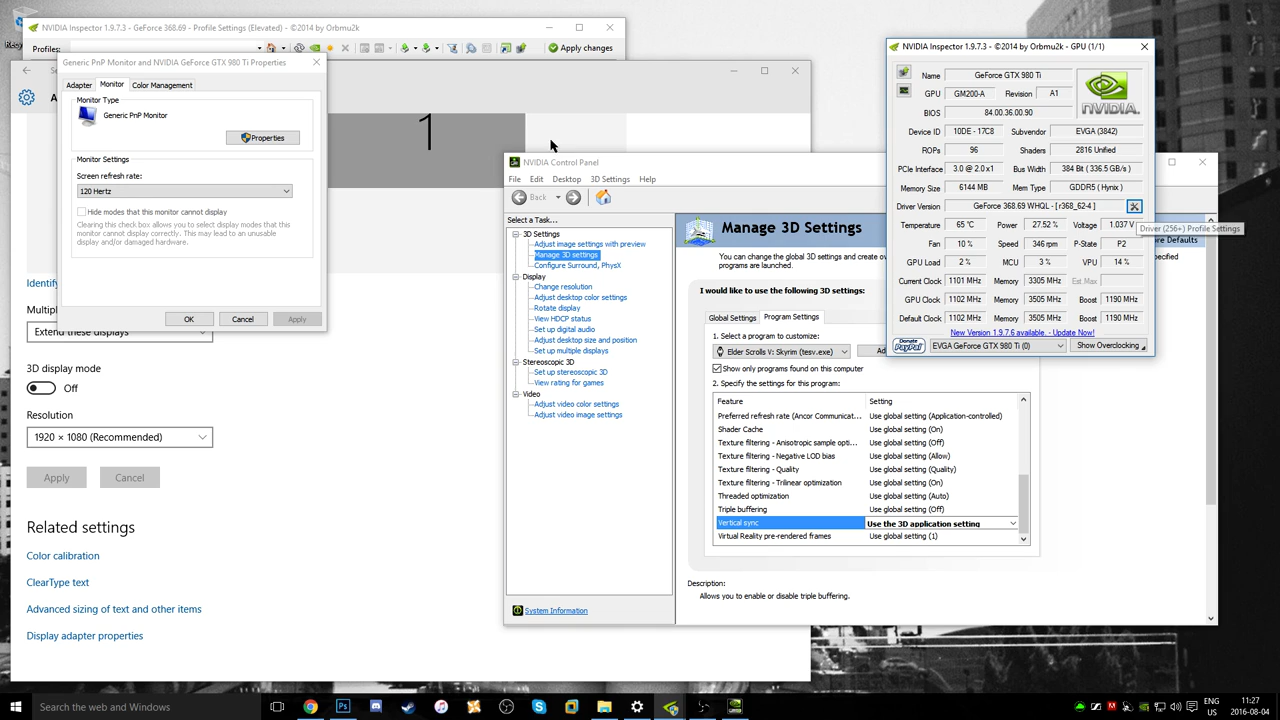 NVIDIA Inspector 1.9.7.3 - GeForce 368.69 - Profile Settings (Elevated) - ©2014 by Orbmu2k
Profiles:
Apply changes
Generic PnP Monitor and NVIDIA GeForce GTX 980 Ti Properties
Adapter Monitor Color Management
Monitor Type
Generic PnP Monitor
Properties
Monitor Settings
Screen refresh rate:
120 Hertz
Hide modes that this monitor cannot display
Clearing this check box allows you to select display modes that this
monitor cannot display correctly. This may lead to an unusable
display and/or damaged hardware.
OK Cancel Apply
1
Identify
Multip
Extend these displays
3D display mode
Off
Resolution
1920 × 1080 (Recommended)
Apply Cancel
Related settings
Color calibration
ClearType text
Advanced sizing of text and other items
Display adapter properties
NVIDIA Control Panel
File Edit Desktop 3D Settings Help
Back
Select a Task...
3D Settings
Adjust image settings with preview
Manage 3D settings
Configure Surround, PhysX
Display
Change resolution
Adjust desktop color settings
Rotate display
View HDCP status
Set up digital audio
Adjust desktop size and position
Set up multiple displays
Stereoscopic 3D
Set up stereoscopic 3D
View rating for games
Video
Adjust video color settings
Adjust video image settings
System Information
Manage 3D Settings
ore Defaults
You can change the global 3D settings and create ov
pecified
programs are launched.
I would like to use the following 3D settings:
Global Settings Program Settings
1. Select a program to customize:
Elder Scrolls V: Skyrim (tesv.exe) Ad
Show only programs found on this computer
2. Specify the settings for this program:
Feature Setting
Preferred refresh rate (Ancor Communicat... Use global setting (Application-controlled)
Shader Cache Use global setting (On)
Texture filtering - Anisotropic sample opti... Use global setting (Off)
Texture filtering - Negative LOD bias Use global setting (Allow)
Texture filtering - Quality Use global setting (Quality)
Texture filtering - Trilinear optimization Use global setting (On)
Threaded optimization Use global setting (Auto)
Triple buffering Use global setting (Off)
Vertical sync Use the 3D application setting
Virtual Reality pre-rendered frames Use global setting (1)
Description:
Allows you to enable or disable triple buffering.
NVIDIA Inspector 1.9.7.3 - ©2014 by Orbmu2k - GPU (1/1)
Name GeForce GTX 980 Ti
GPU GM200-A Revision A1
NVIDIA.
BIOS 84.00.36.00.90
Device ID 10DE - 17C8 Subvendor EVGA (3842)
ROPs 96 Shaders 2816 Unified
PCIe Interface 3.0 @ 2.0 x1 Bus Width 384 Bit ( 336.5 GB/s )
Memory Size 6144 MB Mem Type GDDR5 ( Hynix )
Driver Version GeForce 368.69 WHQL - [ r368_62-4 ]
Temperature 65 °C Power 27.52 % Voltage 1.037 V
Driver (256+) Profile Settings
Fan 10 % Speed 346 rpm P-State P2
GPU Load 2 % MCU 3 % VPU 14 %
Current Clock 1101 MHz Memory 3305 MHz Est Max
GPU Clock 1102 MHz Memory 3505 MHz Boost 1190 MHz
Default Clock 1102 MHz Memory 3505 MHz Boost 1190 MHz
New Version 1.9.7.6 available. - Update Now!
Donate PayPal EVGA GeForce GTX 980 Ti (0) Show Overclocking
Search the web and Windows
ENG 11:27
US 2016-08-04